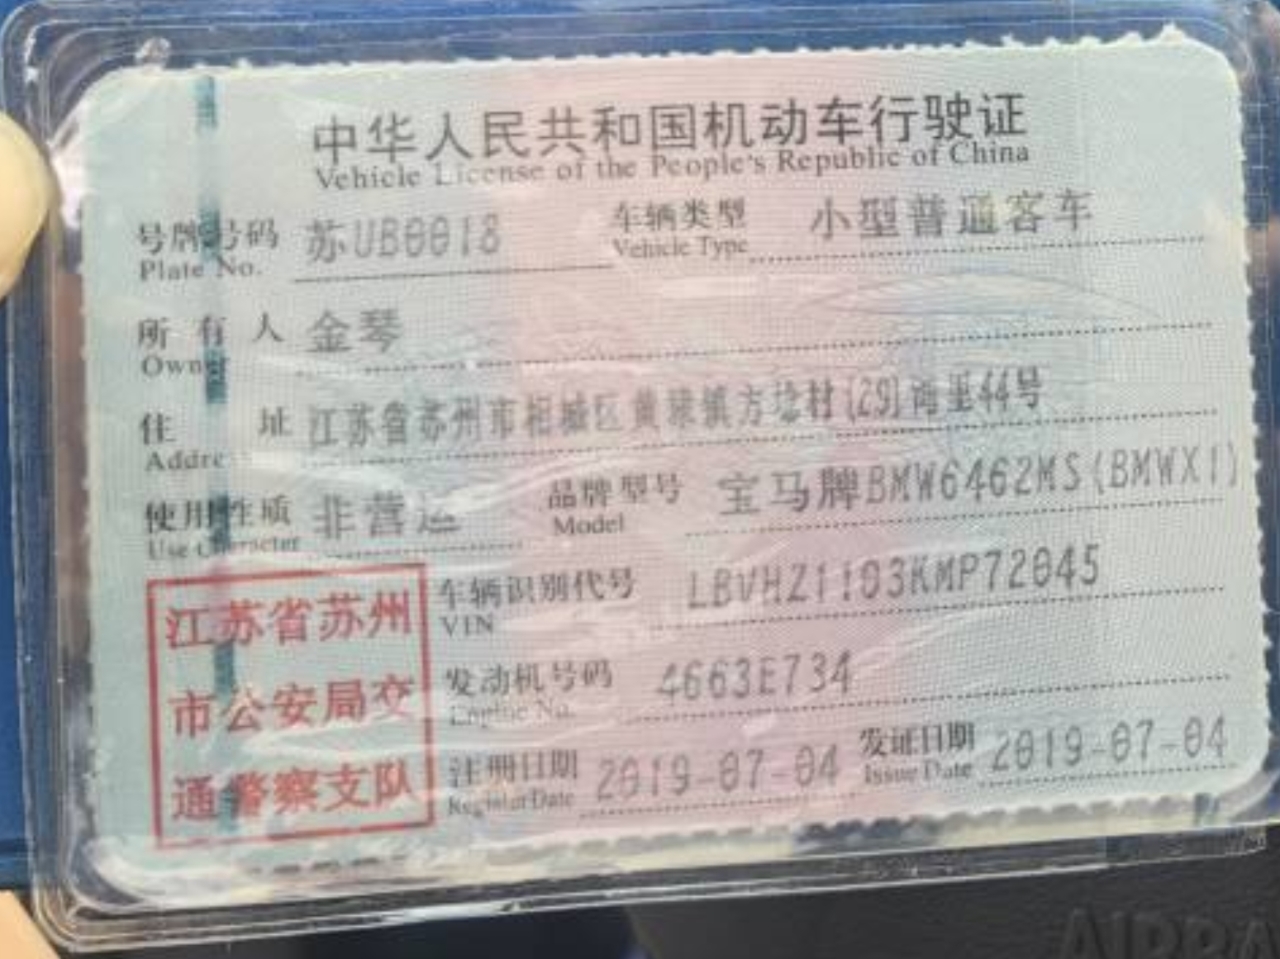 中华人民共和国机动车行驶证
Vehicle License of the People's Republic of China
号牌号码 苏UB0018 车辆类型 小型普通客车
Plate No. Vehicle Type
所有人 金琴
Owner
住址 江苏省苏州市相城区黄埭镇方埝村(29)海里44号
Addre
使用性质 非营运 品牌型号 宝马牌BMW6462MS(BMWX1)
Use Character Model
车辆识别代号 LBVHZ1103KMP72045
VIN
发动机号码 4663E734
Engine No.
注册日期 2019-07-04 发证日期 2019-07-04
Register Date Issue Date
江苏省苏州
市公安局交
通警察支队